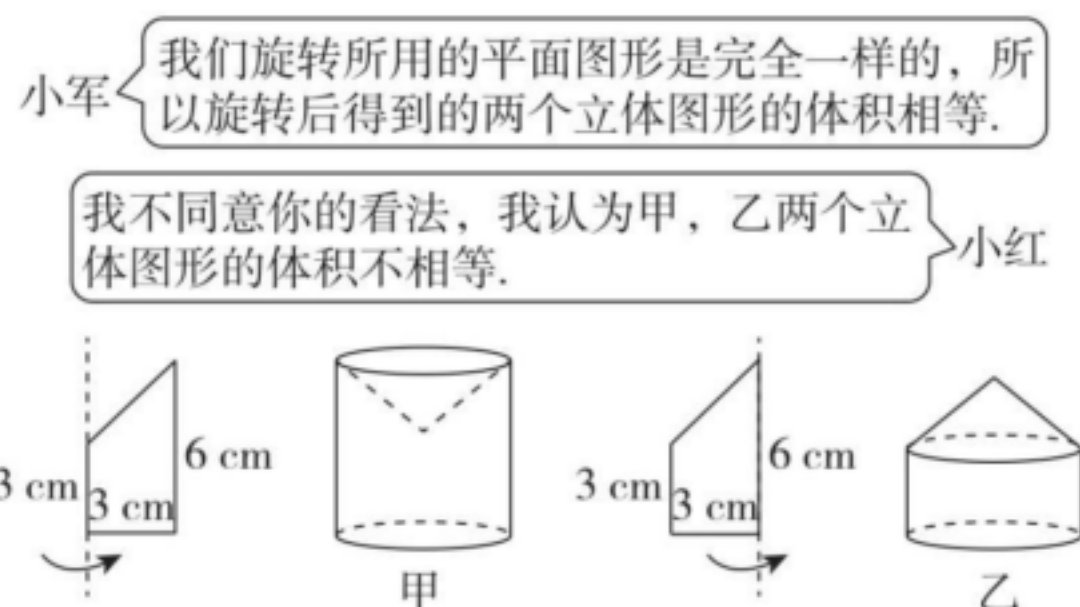 小军
我们旋转所用的平面图形是完全一样的，所
以旋转后得到的两个立体图形的体积相等.
我不同意你的看法，我认为甲，乙两个立
体图形的体积不相等.
小红
3 cm
3 cm
6 cm
甲
3 cm
3 cm
6 cm
乙